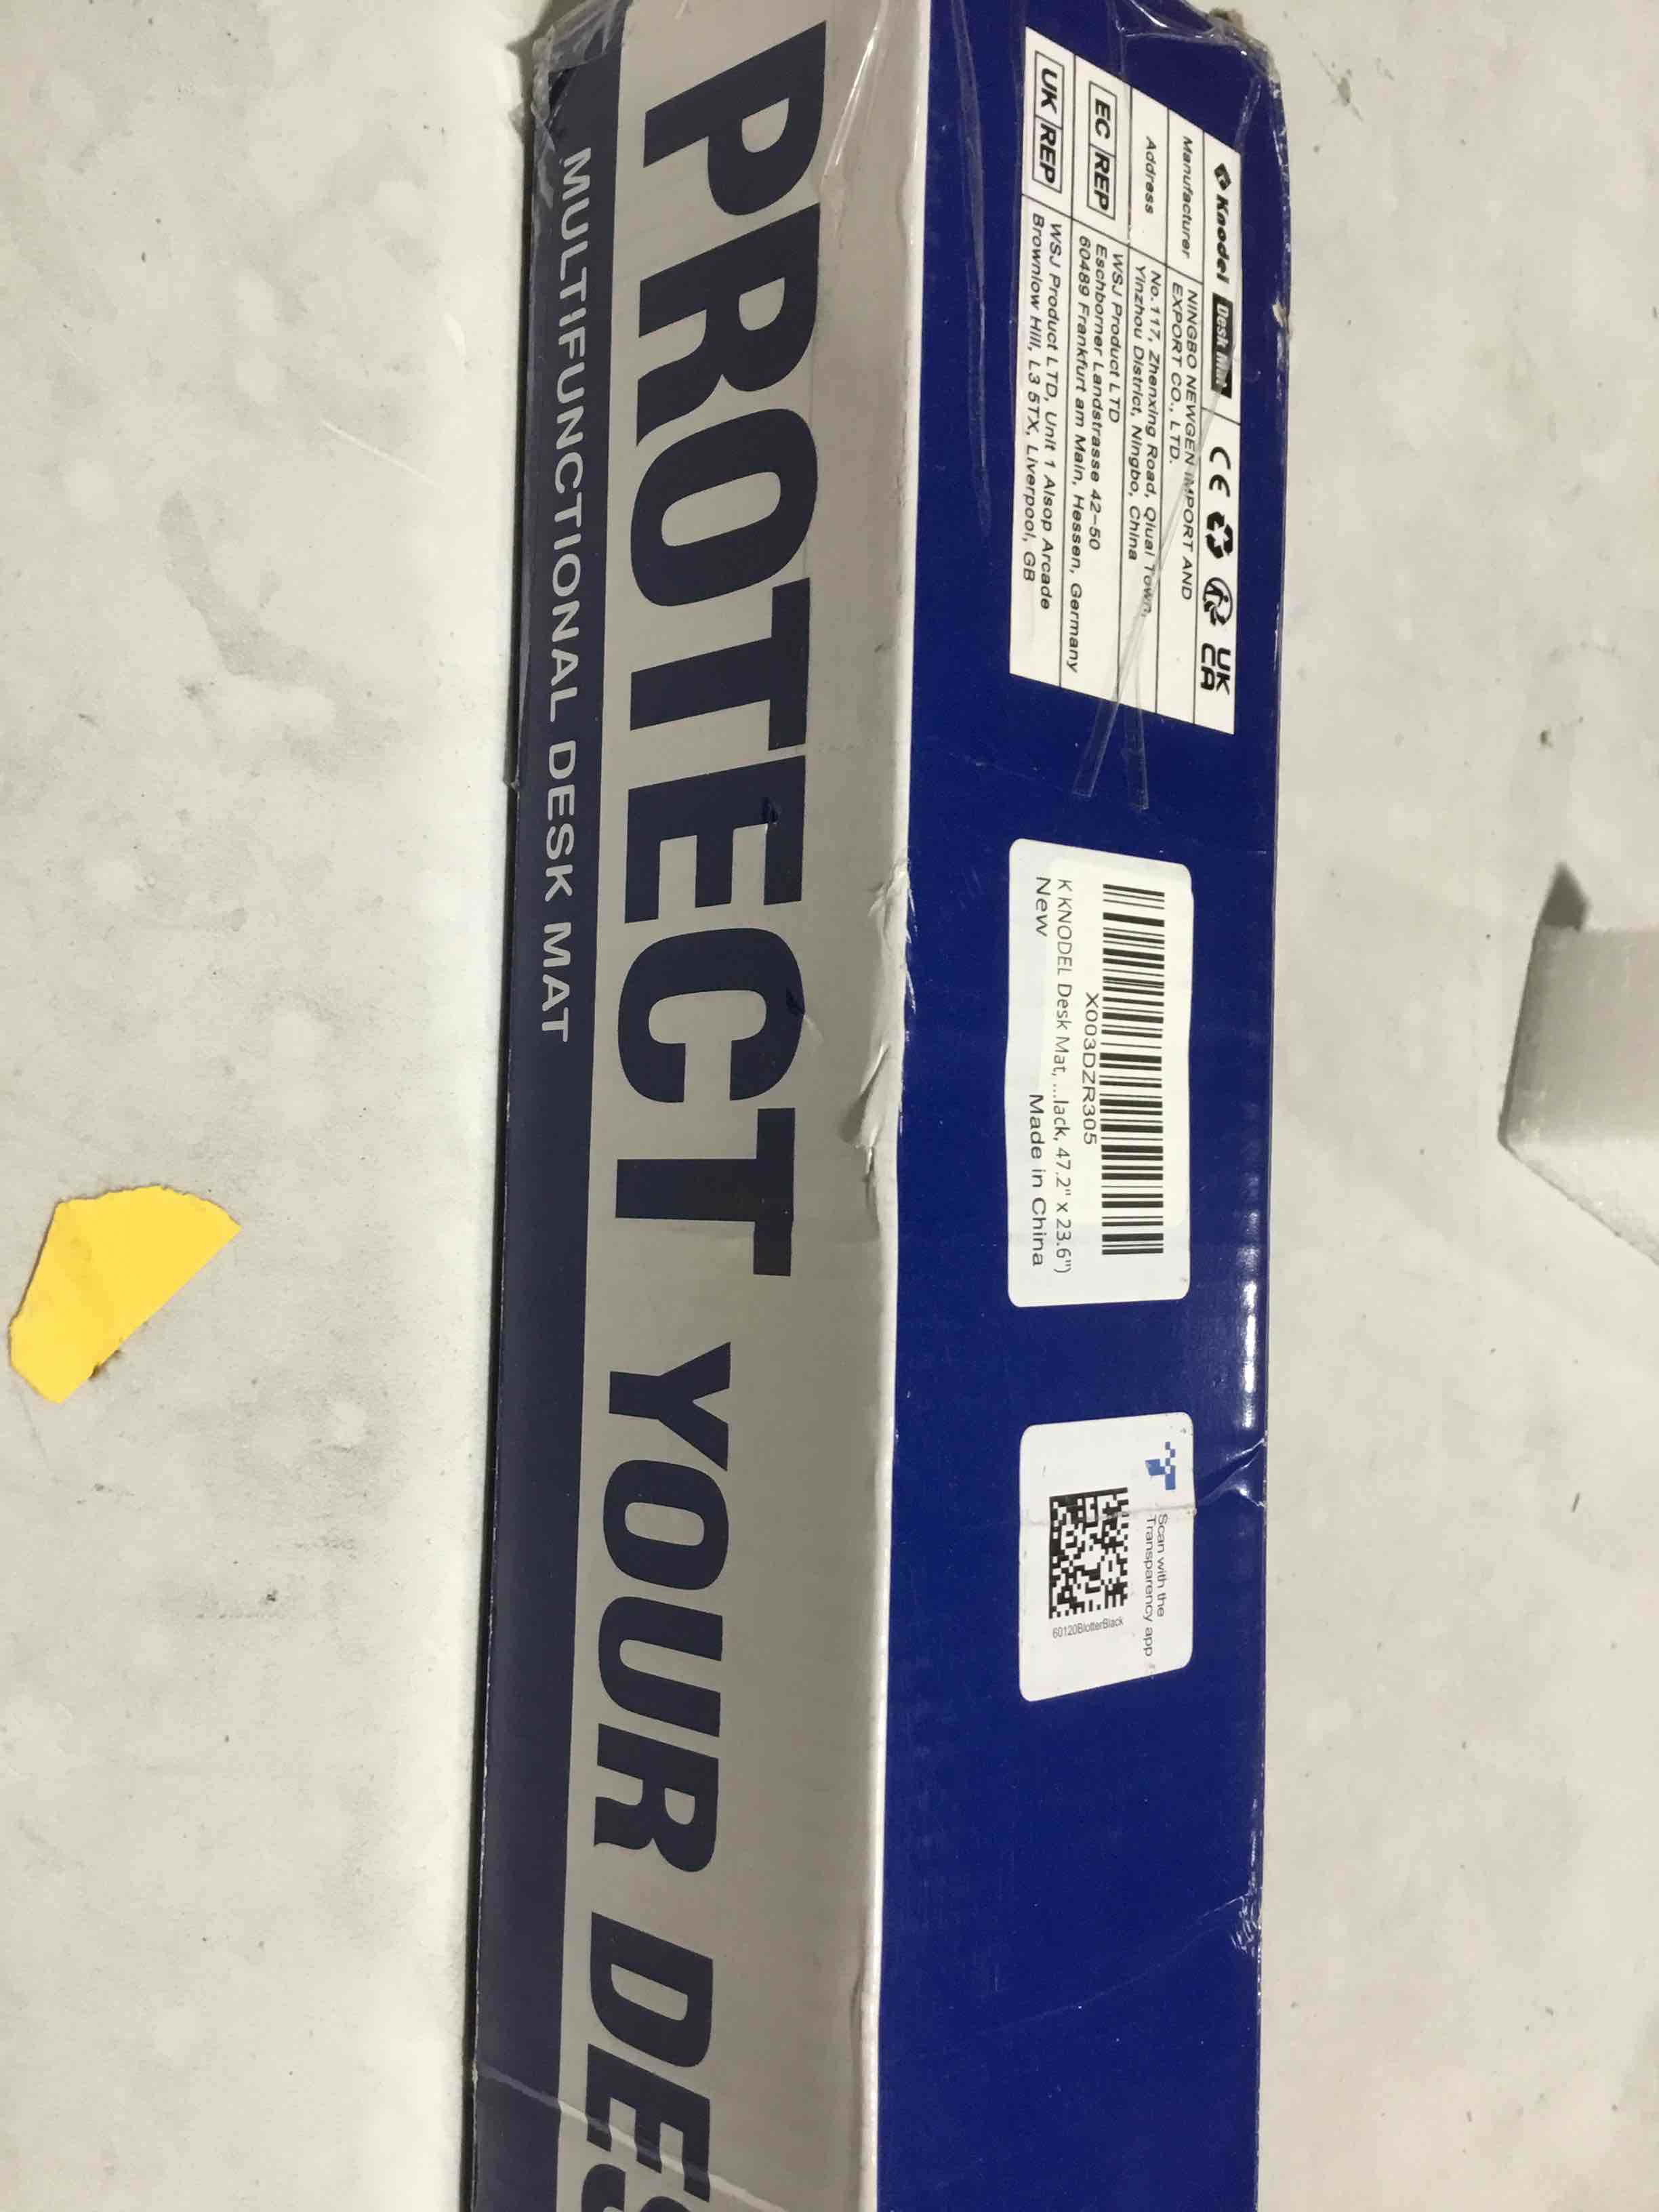 PROTECT YOUR DES
MULTIFUNCTIONAL DESK MAT
Knodel Desk Mat
CE
UK
CA
Manufacturer
NINGBO NEWGEN IMPORT AND
EXPORT CO., LTD.
Address
No.117, Zhenxing Road, Qiuai Town,
Yinzhou District, Ningbo, China
EC REP
WSJ Product LTD
Eschborner Landstrasse 42-50
60489 Frankfurt am Main, Hessen, Germany
UK REP
WSJ Product LTD, Unit 1 Alsop Arcade
Brownlow Hill, L3 5TX, Liverpool, GB
X003DZR305
K KNODEL Desk Mat, ...lack, 47.2" x 23.6")
New
Made in China
Scan with the
Transparency app
60120BlotterBlack